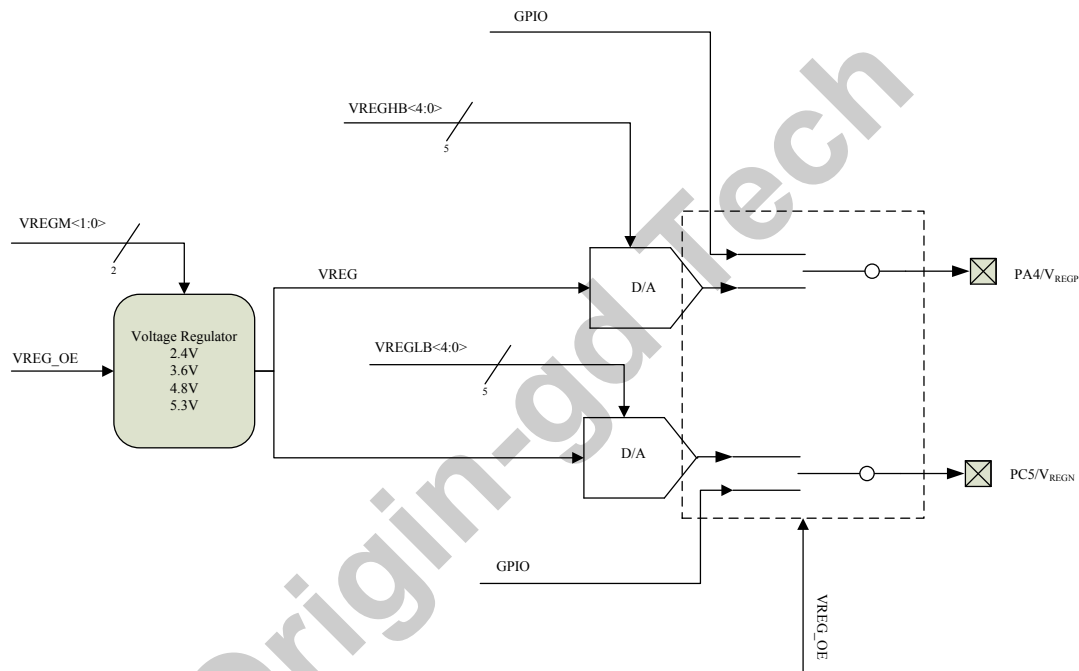 GPIO
VREGHB<4:0>
5
VREGM<1:0>
2
VREG
D/A
PA4/VREGP
Voltage Regulator
2.4V
3.6V
4.8V
5.3V
VREG_OE
VREGLB<4:0>
5
D/A
PC5/VREGN
GPIO
VREG_OE
Origin-gd Tech